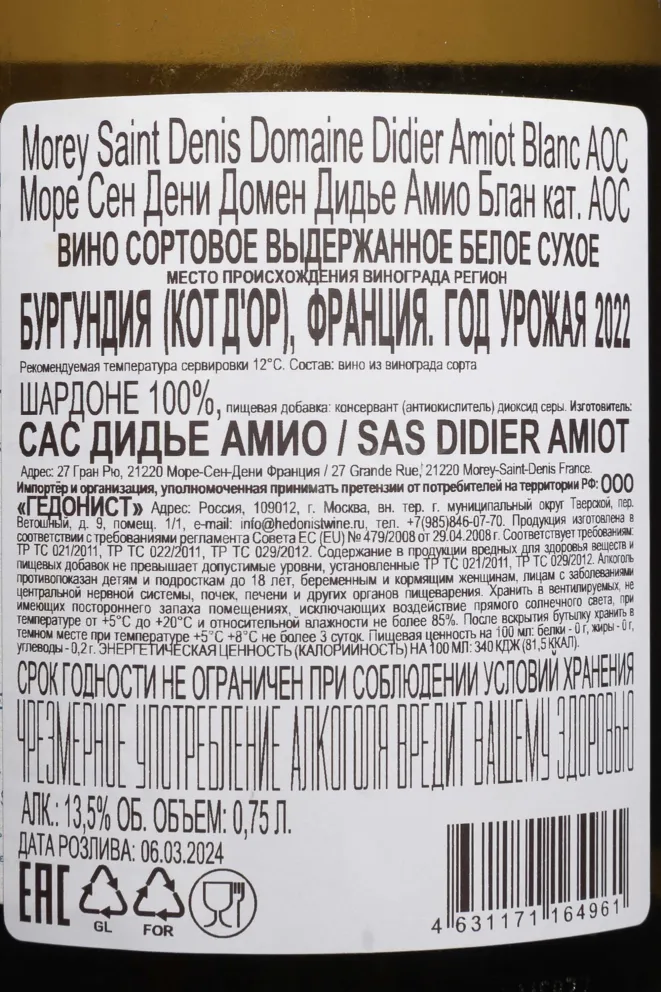 Morey Saint Denis Domaine Didier Amiot Blanc AOC
Море Сен Дени Домен Дидье Амио Блан кат. АОС
ВИНО СОРТОВОЕ ВЫДЕРЖАННОЕ БЕЛОЕ СУХОЕ
МЕСТО ПРОИСХОЖДЕНИЯ ВИНОГРАДА РЕГИОН
БУРГУНДИЯ (КОТ Д'ОР), ФРАНЦИЯ. ГОД УРОЖАЯ 2022
Рекомендуемая температура сервировки 12°C. Состав: вино из винограда сорта
ШАРДОНЕ 100%, пищевая добавка: консервант (антиокислитель) диоксид серы. Изготовитель:
САС ДИДЬЕ АМИО / SAS DIDIER AMIOT
Адрес: 27 Гран Рю, 21220 Море-Сен-Дени Франция / 27 Grande Rue, 21220 Morey-Saint-Denis France.
Импортёр и организация, уполномоченная принимать претензии от потребителей на территории РФ: ООО
«ГЕДОНИСТ» Адрес: Россия, 109012, г. Москва, вн. тер. г. муниципальный округ Тверской, пер.
Ветошный, д. 9, помещ. 1/1, e-mail: info@hedonistwine.ru, тел. +7(985)846-07-70. Продукция изготовлена в
соответствии с требованиями регламента Совета ЕС (EU) № 479/2008 от 29.04.2008 г. Соответствует требованиям:
ТР ТС 021/2011, ТР ТС 022/2011, ТР ТС 029/2012. Содержание в продукции вредных для здоровья веществ и
пищевых добавок не превышает допустимые уровни, установленные ТР ТС 021/2011, ТР ТС 029/2012. Алкоголь
противопоказан детям и подросткам до 18 лет, беременным и кормящим женщинам, лицам с заболеваниями
центральной нервной системы, почек, печени и других органов пищеварения. Хранить в вентилируемых, не
имеющих постороннего запаха помещениях, исключающих воздействие прямого солнечного света, при
температуре от +5°C до +20°C и относительной влажности не более 85%. После вскрытия бутылку хранить в
темном месте при температуре +5°C +8°C не более 3 суток. Пищевая ценность на 100 мл: белки - 0 г, жиры - 0 г,
углеводы - 0,2 г. ЭНЕРГЕТИЧЕСКАЯ ЦЕННОСТЬ (КАЛОРИЙНОСТЬ) НА 100 МЛ: 340 КДЖ (81,5 ККАЛ).
СРОК ГОДНОСТИ НЕ ОГРАНИЧЕН ПРИ СОБЛЮДЕНИИ УСЛОВИЙ ХРАНЕНИЯ
ЧРЕЗМЕРНОЕ УПОТРЕБЛЕНИЕ АЛКОГОЛЯ ВРЕДИТ ВАШЕМУ ЗДОРОВЬЮ
АЛК.: 13,5% ОБ. ОБЪЕМ: 0,75 Л.
ДАТА РОЗЛИВА: 06.03.2024
EAC
GL
FOR
4 631171 164961